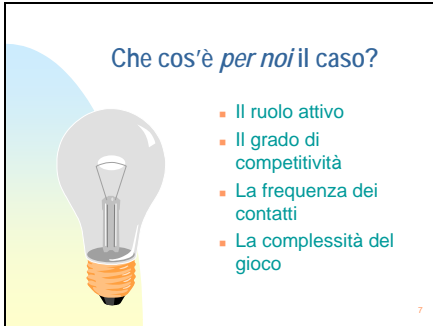 Che cos'è per noi il caso?
Il ruolo attivo
Il grado di
competitività
La frequenza dei
contatti
La complessità del
gioco
7